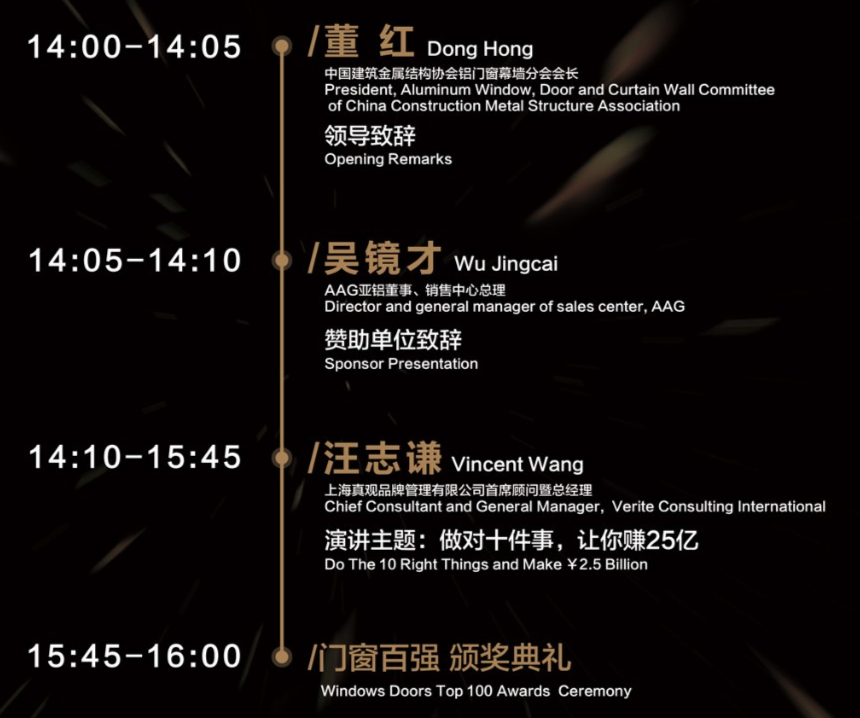 14:00-14:05
/董 红 Dong Hong
中国建筑金属结构协会铝门窗幕墙分会会长
President, Aluminum Window, Door and Curtain Wall Committee
of China Construction Metal Structure Association
领导致辞
Opening Remarks
14:05-14:10
/吴镜才 Wu Jingcai
AAG亚铝董事、销售中心总理
Director and general manager of sales center, AAG
赞助单位致辞
Sponsor Presentation
14:10-15:45
/汪志谦 Vincent Wang
上海真观品牌管理有限公司首席顾问暨总经理
Chief Consultant and General Manager, Verite Consulting International
演讲主题：做对十件事，让你赚25亿
Do The 10 Right Things and Make ￥2.5 Billion
15:45-16:00
/门窗百强 颁奖典礼
Windows Doors Top 100 Awards Ceremony